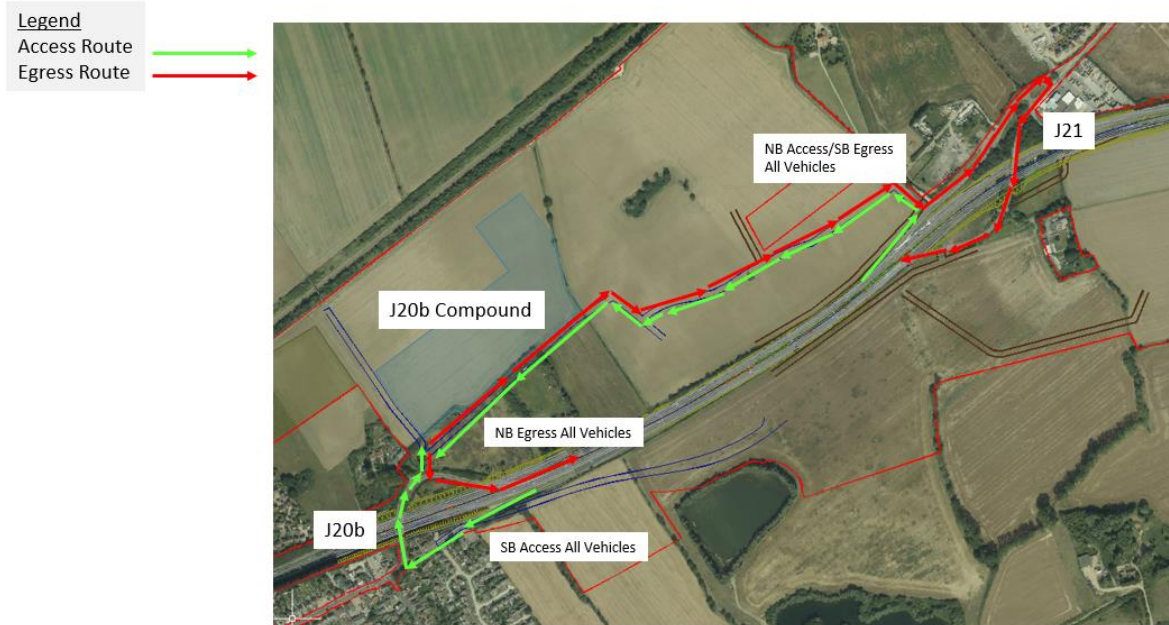 Legend
Access Route
Egress Route
J21
NB Access/SB Egress
All Vehicles
J20b Compound
NB Egress All Vehicles
J20b
SB Access All Vehicles